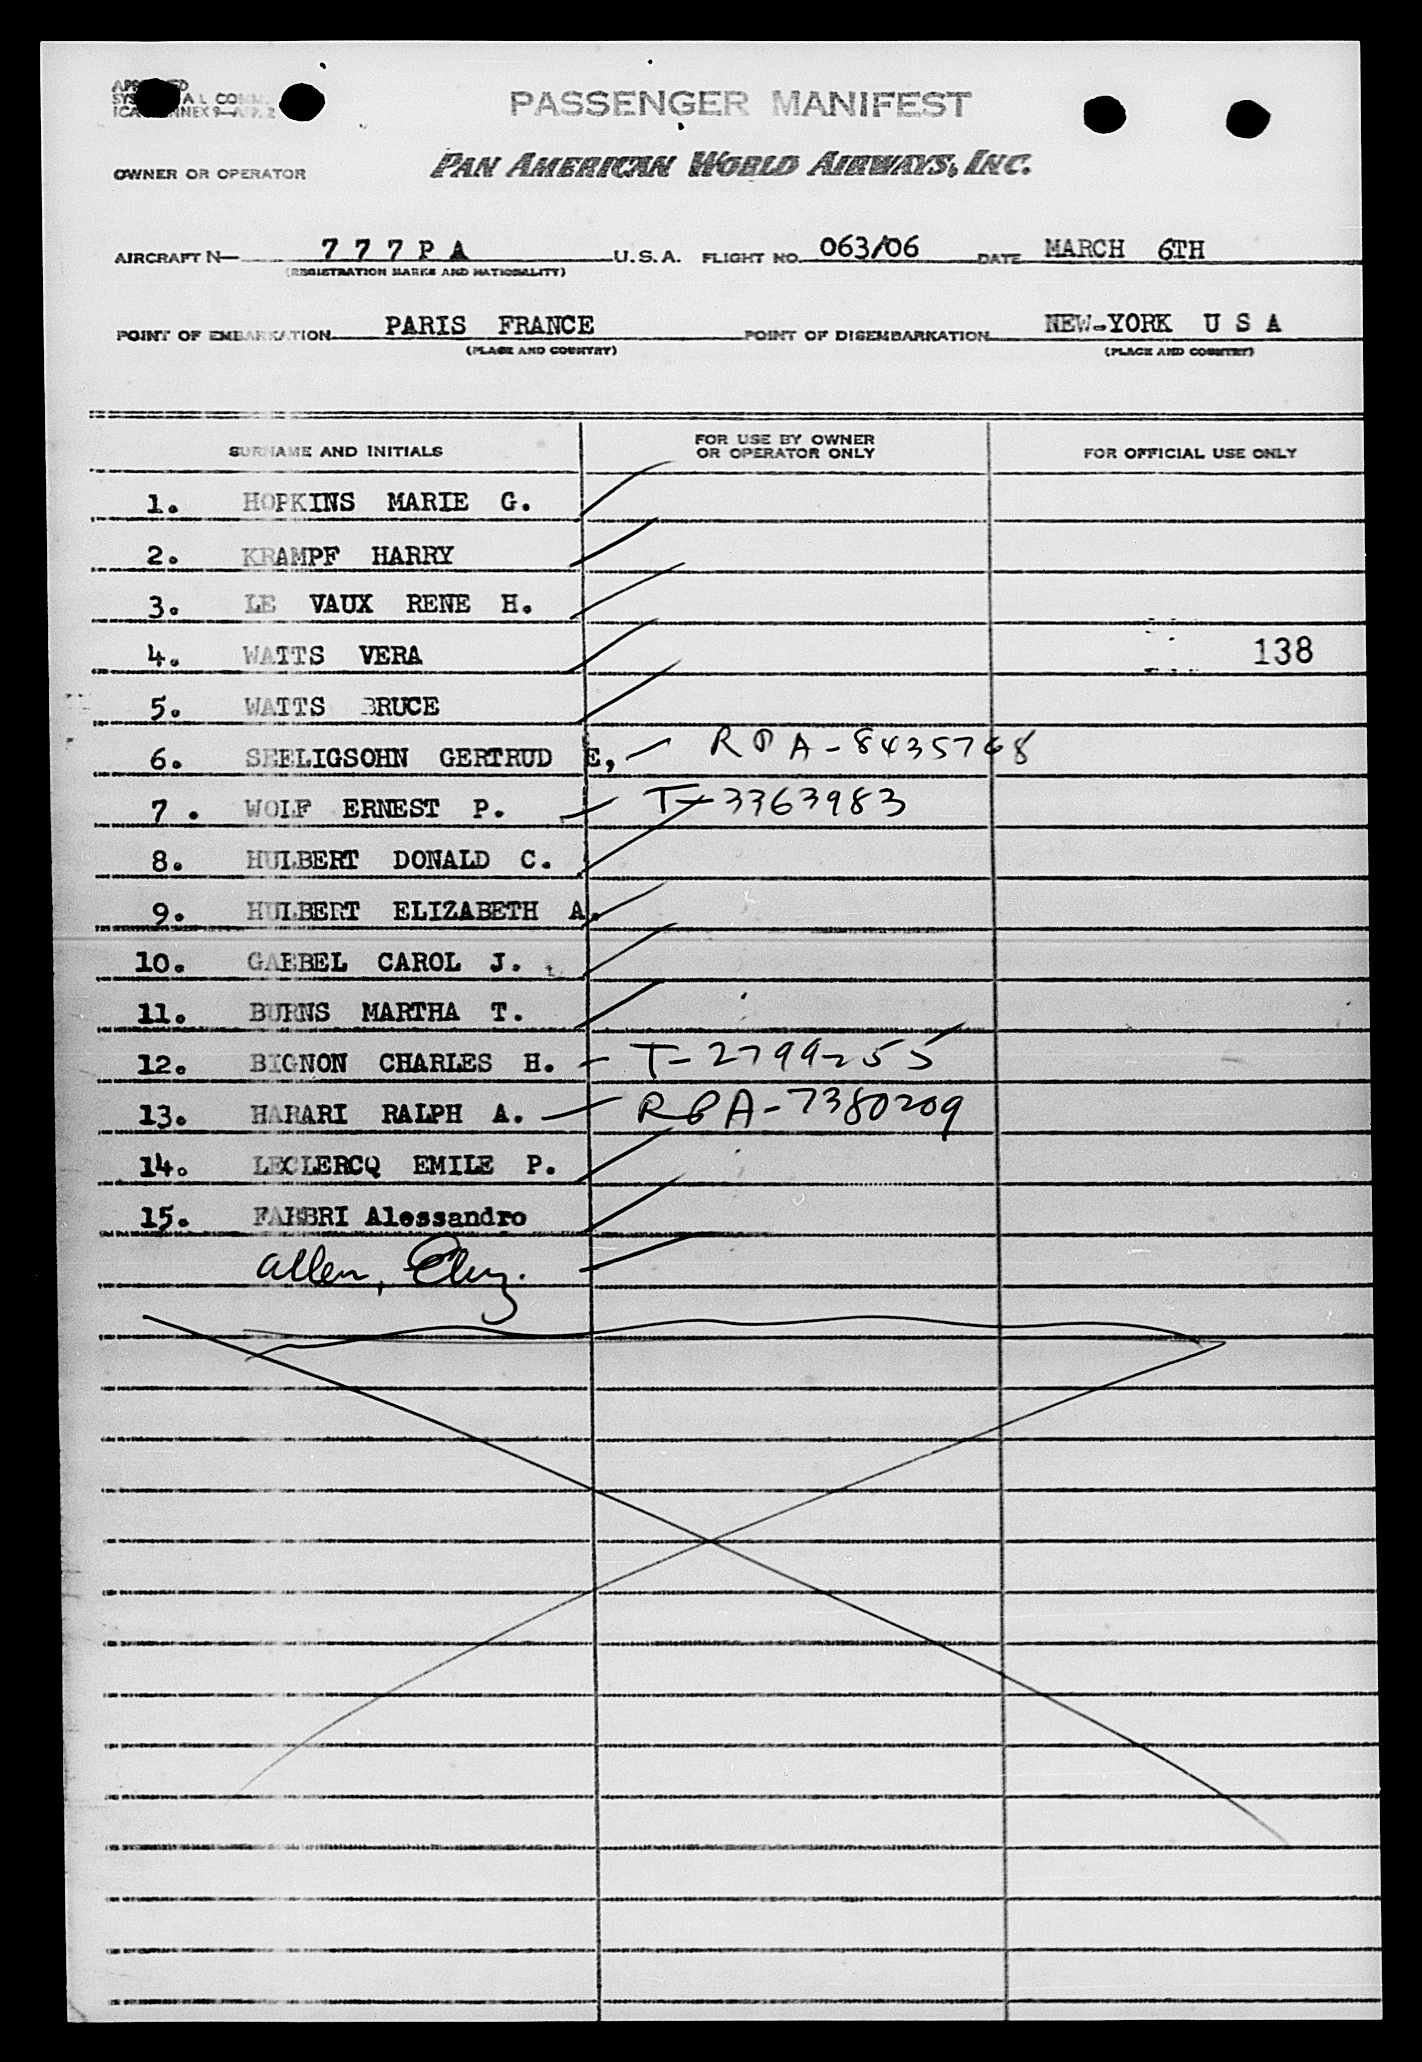 PASSENGER MANIFEST
OWNER OR OPERATOR PAN AMERICAN WORLD AIRWAYS, INC.
AIRCRAFT N 7 7 7 P A U.S.A. FLIGHT NO. 063/06 DATE MARCH 6TH
(REGISTRATION MARKS AND NATIONALITY)
POINT OF EMBARKATION PARIS FRANCE POINT OF DISEMBARKATION NEW-YORK U S A
(PLACE AND COUNTRY) (PLACE AND COUNTRY)
SURNAME AND INITIALS FOR USE BY OWNER OR OPERATOR ONLY FOR OFFICIAL USE ONLY
1. HOPKINS MARIE G.
2. KRAMPF HARRY
3. LE VAUX RENE H.
4. WATTS VERA 138
5. WATTS BRUCE
6. SEELIGSOHN GERTRUD E, R P A - 8435768
7. WOLF ERNEST P. T-3363983
8. HULBERT DONALD C.
9. HULBERT ELIZABETH A.
10. GABBEL CAROL J.
11. BURNS MARTHA T.
12. BIGNON CHARLES H. T-2799255
13. HARARI RALPH A. RPA-7380209
14. LECLERCQ EMILE P.
15. FABBRI Alessandro
Allen,